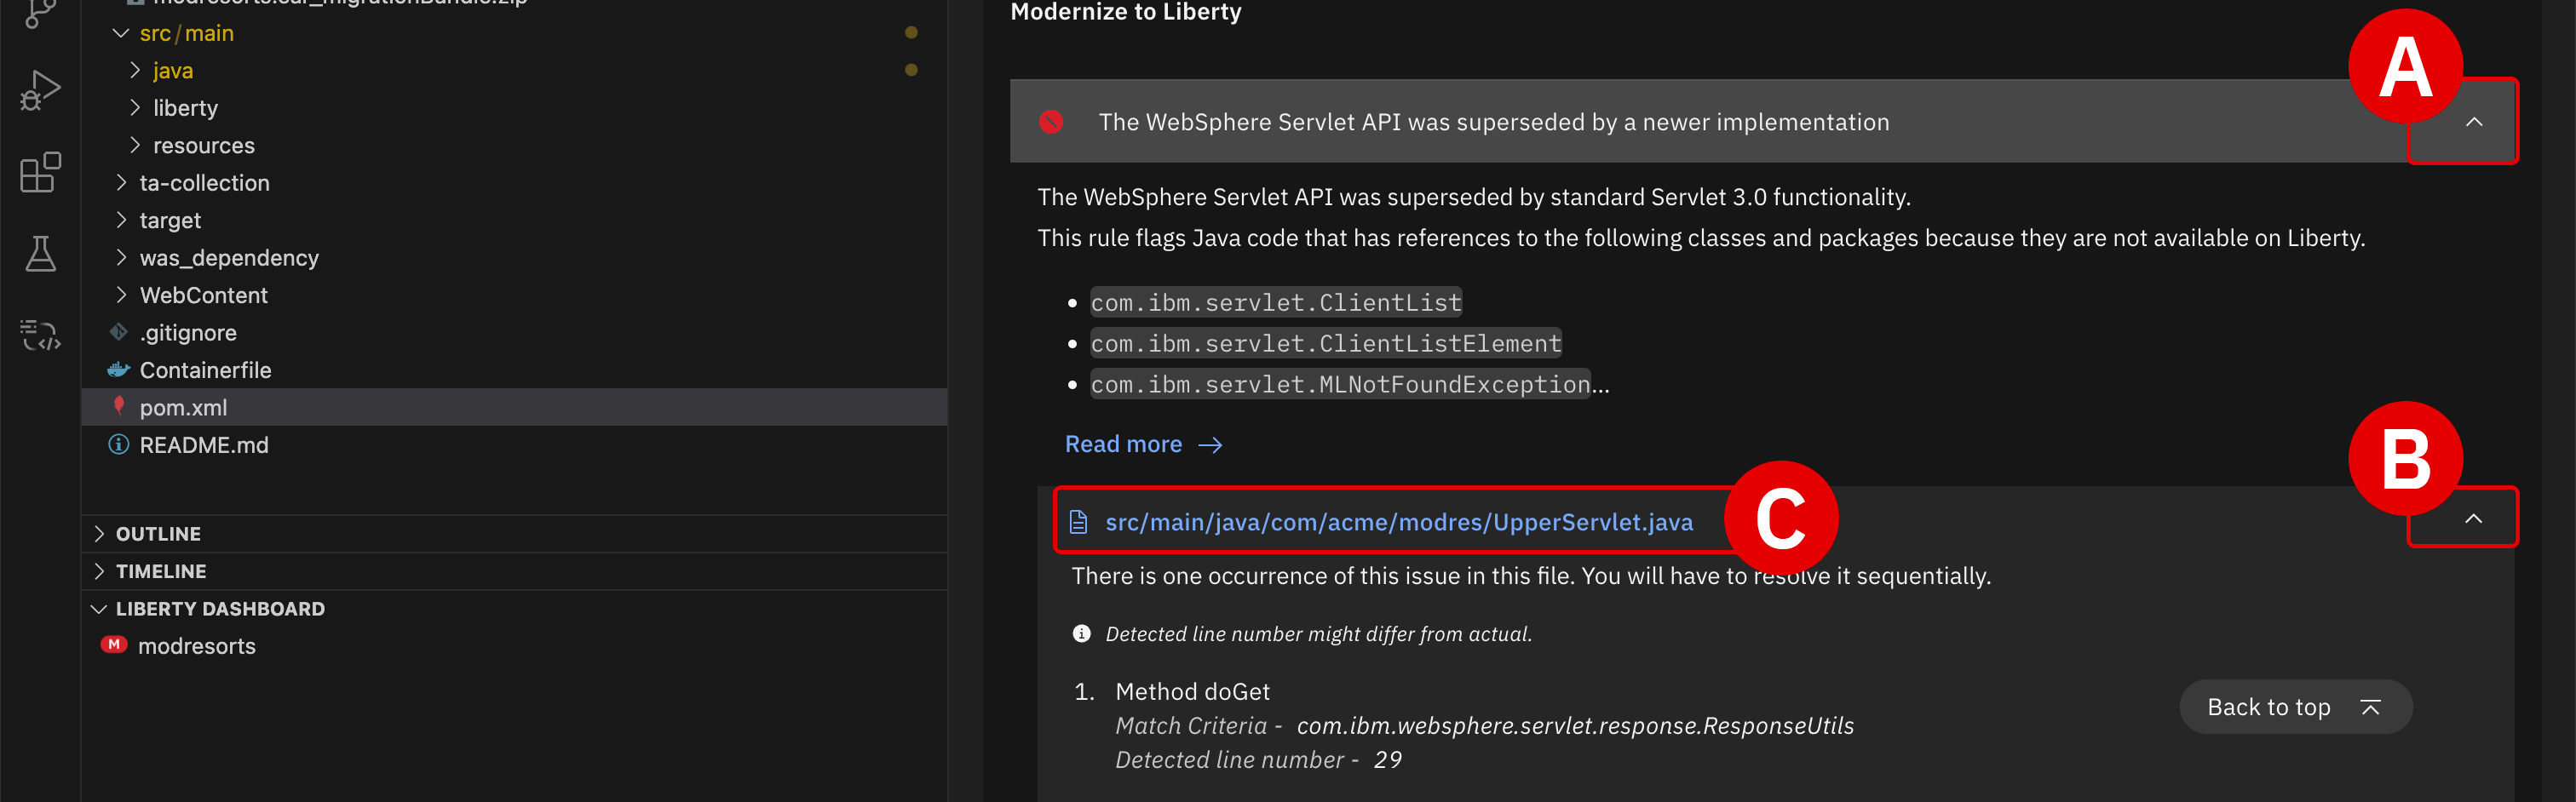 modresorts.ear_migrationBundle.zip
src/main
java
liberty
resources
ta-collection
target
was_dependency
WebContent
.gitignore
Containerfile
pom.xml
README.md
OUTLINE
TIMELINE
LIBERTY DASHBOARD
M modresorts
Modernize to Liberty
A
The WebSphere Servlet API was superseded by a newer implementation
The WebSphere Servlet API was superseded by standard Servlet 3.0 functionality.
This rule flags Java code that has references to the following classes and packages because they are not available on Liberty.
• com.ibm.servlet.ClientList
• com.ibm.servlet.ClientListElement
• com.ibm.servlet.MLNotFoundException...
Read more →
B
src/main/java/com/acme/modres/UpperServlet.java
C
There is one occurrence of this issue in this file. You will have to resolve it sequentially.
Detected line number might differ from actual.
1. Method doGet
Match Criteria - com.ibm.websphere.servlet.response.ResponseUtils
Detected line number - 29
Back to top